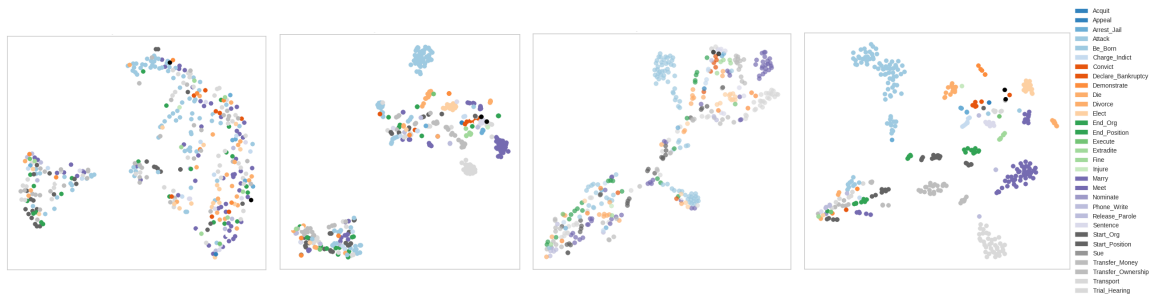 Acquit
Appeal
Arrest_Jail
Attack
Be_Born
Charge_Indict
Convict
Declare_Bankruptcy
Demonstrate
Die
Divorce
Elect
End_Org
End_Position
Execute
Extradite
Fine
Injure
Marry
Meet
Nominate
Phone_Write
Release_Parole
Sentence
Start_Org
Start_Position
Sue
Transfer_Money
Transfer_Ownership
Transport
Trial_Hearing